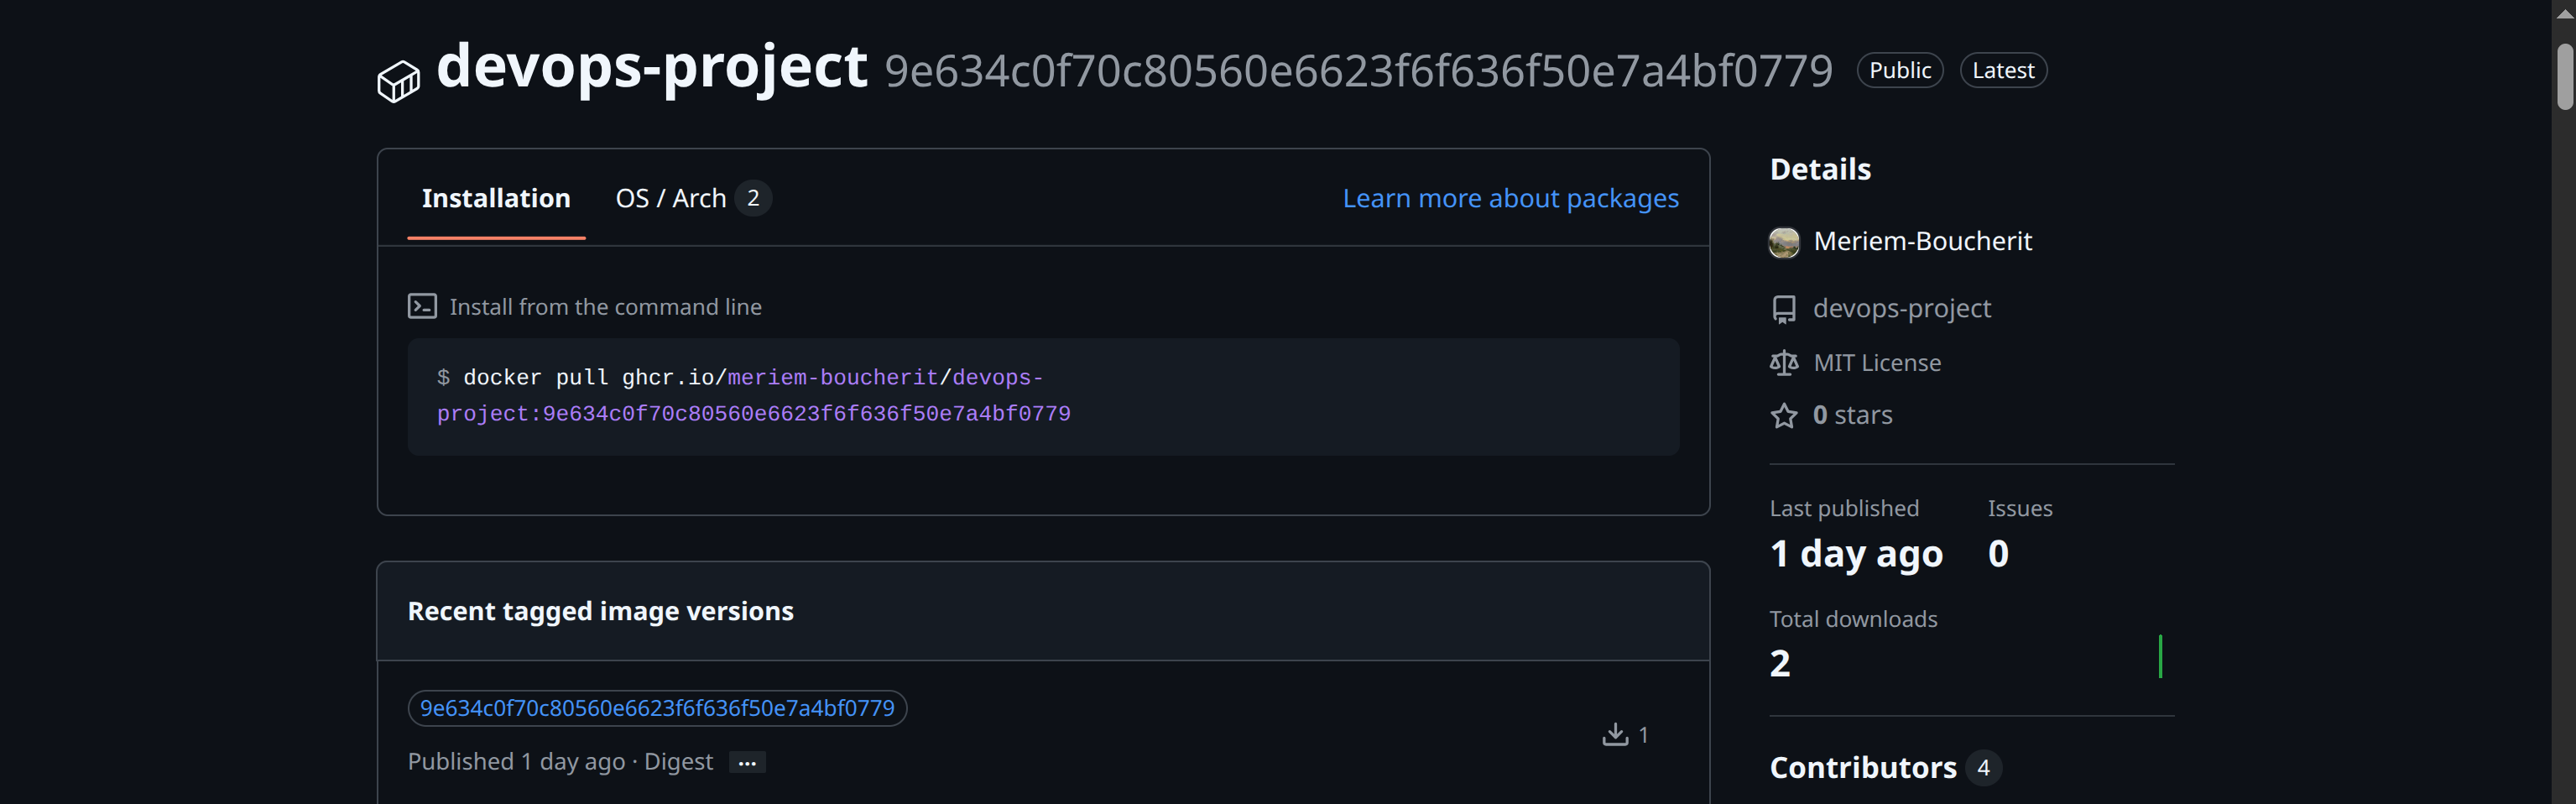 devops-project 9e634c0f70c80560e6623f6f636f50e7a4bf0779 Public Latest
Installation OS / Arch 2 Learn more about packages
Install from the command line
$ docker pull ghcr.io/meriem-boucherit/devops-
project:9e634c0f70c80560e6623f6f636f50e7a4bf0779
Recent tagged image versions
9e634c0f70c80560e6623f6f636f50e7a4bf0779
Published 1 day ago · Digest ...
1
Details
Meriem-Boucherit
devops-project
MIT License
0 stars
Last published Issues
1 day ago 0
Total downloads
2
Contributors 4